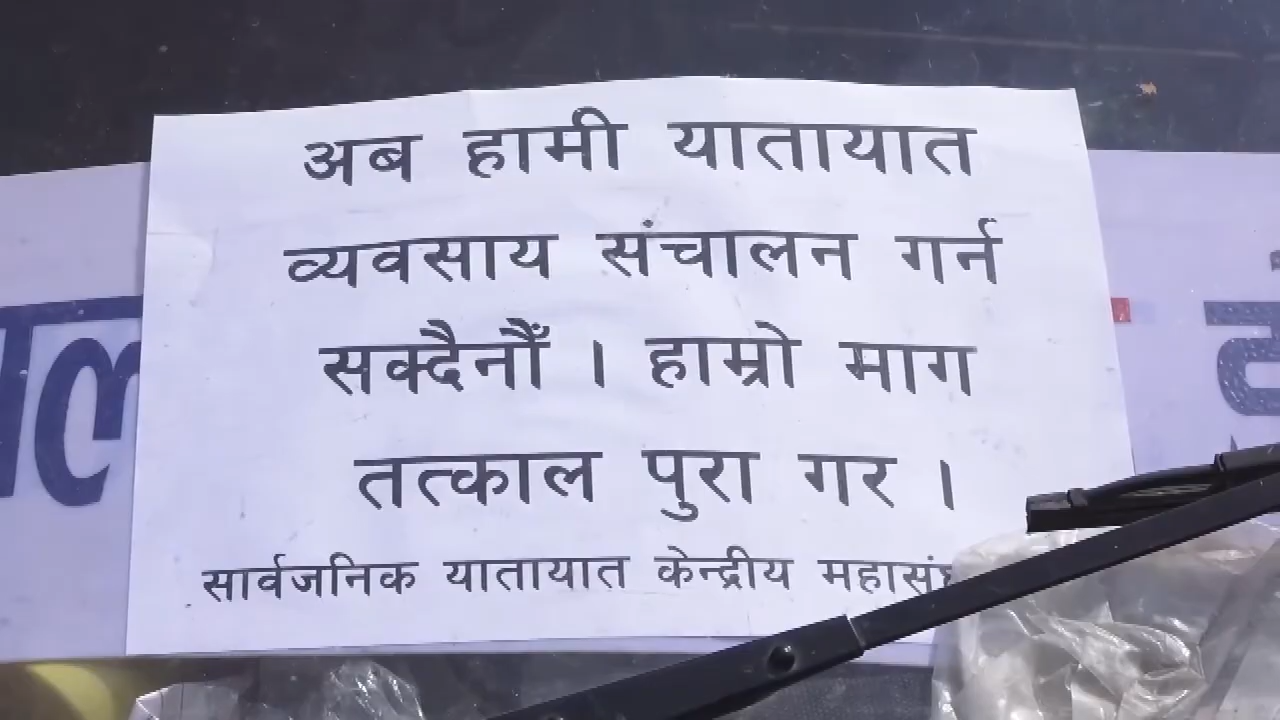 अब हामी यातायात
व्यवसाय संचालन गर्न
सक्दैनौँ । हाम्रो माग
तत्काल पुरा गर ।
सार्वजनिक यातायात केन्द्रीय